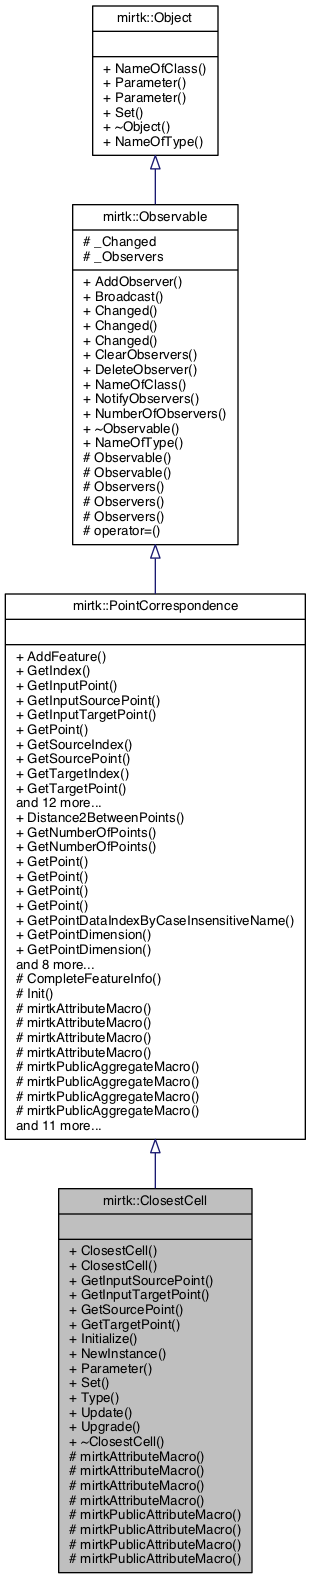 mirtk::Object
+ NameOfClass()
+ Parameter()
+ Parameter()
+ Set()
+ ~Object()
+ NameOfType()
mirtk::Observable
# _Changed
# _Observers
+ AddObserver()
+ Broadcast()
+ Changed()
+ Changed()
+ Changed()
+ ClearObservers()
+ DeleteObserver()
+ NameOfClass()
+ NotifyObservers()
+ NumberOfObservers()
+ ~Observable()
+ NameOfType()
# Observable()
# Observable()
# Observers()
# Observers()
# Observers()
# operator=()
mirtk::PointCorrespondence
+ AddFeature()
+ GetIndex()
+ GetInputPoint()
+ GetInputSourcePoint()
+ GetInputTargetPoint()
+ GetPoint()
+ GetSourceIndex()
+ GetSourcePoint()
+ GetTargetIndex()
+ GetTargetPoint()
and 12 more...
+ Distance2BetweenPoints()
+ GetNumberOfPoints()
+ GetNumberOfPoints()
+ GetPoint()
+ GetPoint()
+ GetPoint()
+ GetPoint()
+ GetPointDataIndexByCaseInsensitiveName()
+ GetPointDimension()
+ GetPointDimension()
and 8 more...
# CompleteFeatureInfo()
# Init()
# mirtkAttributeMacro()
# mirtkAttributeMacro()
# mirtkAttributeMacro()
# mirtkAttributeMacro()
# mirtkPublicAggregateMacro()
# mirtkPublicAggregateMacro()
# mirtkPublicAggregateMacro()
# mirtkPublicAggregateMacro()
and 11 more...
mirtk::ClosestCell
+ ClosestCell()
+ ClosestCell()
+ GetInputSourcePoint()
+ GetInputTargetPoint()
+ GetSourcePoint()
+ GetTargetPoint()
+ Initialize()
+ NewInstance()
+ Parameter()
+ Set()
+ Type()
+ Update()
+ Upgrade()
+ ~ClosestCell()
# mirtkAttributeMacro()
# mirtkAttributeMacro()
# mirtkAttributeMacro()
# mirtkAttributeMacro()
# mirtkPublicAttributeMacro()
# mirtkPublicAttributeMacro()
# mirtkPublicAttributeMacro()
# mirtkPublicAttributeMacro()